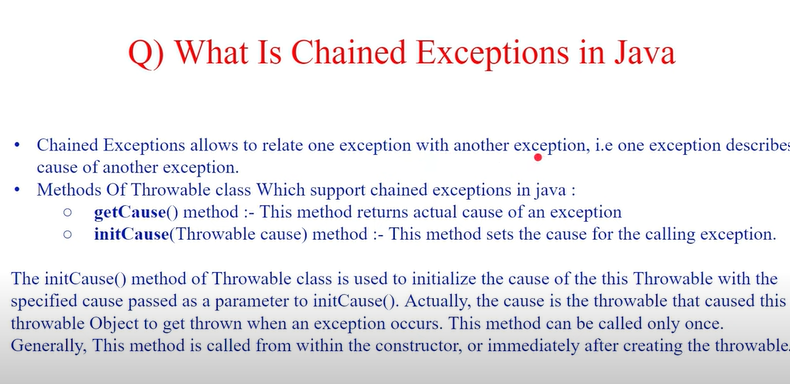 Q) What Is Chained Exceptions in Java
• Chained Exceptions allows to relate one exception with another exception, i.e one exception describes
cause of another exception.
• Methods Of Throwable class Which support chained exceptions in java :
○ getCause() method :- This method returns actual cause of an exception
○ initCause(Throwable cause) method :- This method sets the cause for the calling exception.
The initCause() method of Throwable class is used to initialize the cause of the this Throwable with the
specified cause passed as a parameter to initCause(). Actually, the cause is the throwable that caused this
throwable Object to get thrown when an exception occurs. This method can be called only once.
Generally, This method is called from within the constructor, or immediately after creating the throwable.